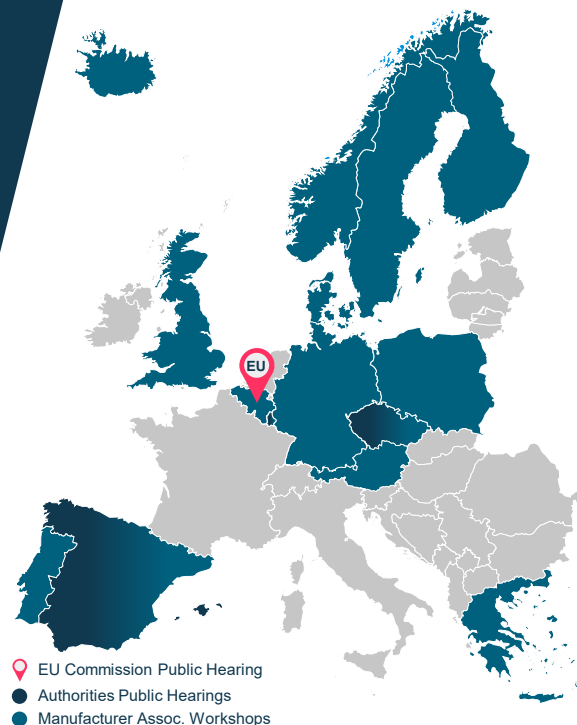 EU
EU Commission Public Hearing
Authorities Public Hearings
Manufacturer Assoc. Workshops